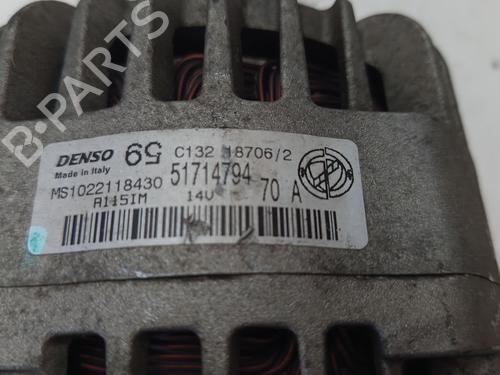 B-PARTS
DENSO 59 C132 18706/2
Made in Italy
MS1022118430 51714794
A115IM 14V 70 A